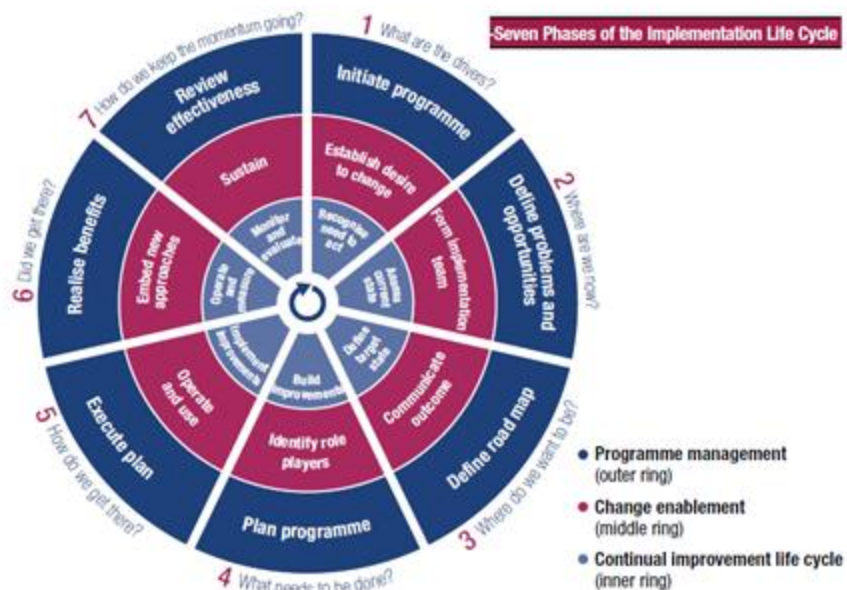 -Seven Phases of the Implementation Life Cycle
1 What are the drivers?
Initiate programme
Establish desire
to change
Recognise
need to
act
2 Where are we now?
Define problems and
opportunities
Form implementation
team
Assess
current
state
3 Where do we want to be?
Define road map
Communicate
outcome
Define
target
state
4 What needs to be done?
Plan programme
Identify role
players
Build
improvements
5 How do we get there?
Execute plan
Operate
and use
Implement
improvements
6 Did we get there?
Realise benefits
Embed new
approaches
Operate
and
measure
7 How do we keep the momentum going?
Review
effectiveness
Sustain
Monitor
and
evaluate
• Programme management
(outer ring)
• Change enablement
(middle ring)
• Continual improvement life cycle
(inner ring)